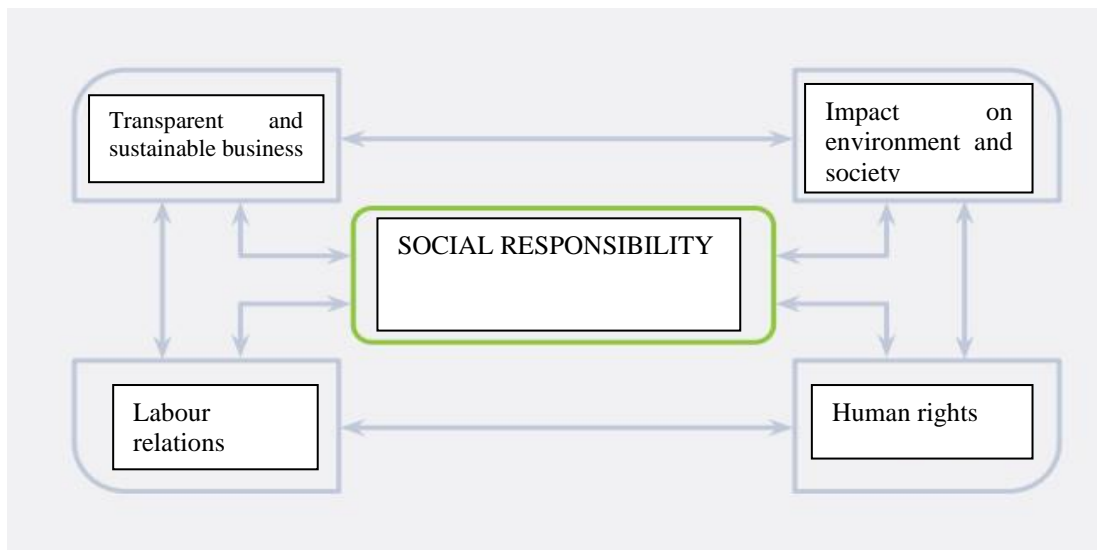 Transparent and
sustainable business
Impact on
environment and
society
SOCIAL RESPONSIBILITY
Labour
relations
Human rights